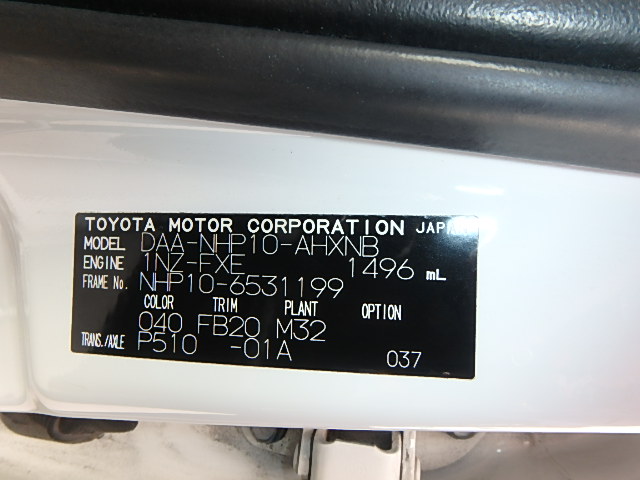 TOYOTA MOTOR CORPORATION JAPAN
MODEL DAA-NHP10-AHXNB
ENGINE 1NZ-FXE 1496 mL
FRAME No. NHP10-6531199
COLOR TRIM PLANT OPTION
040 FB20 M32
TRANS./AXLE P510 -01A 037